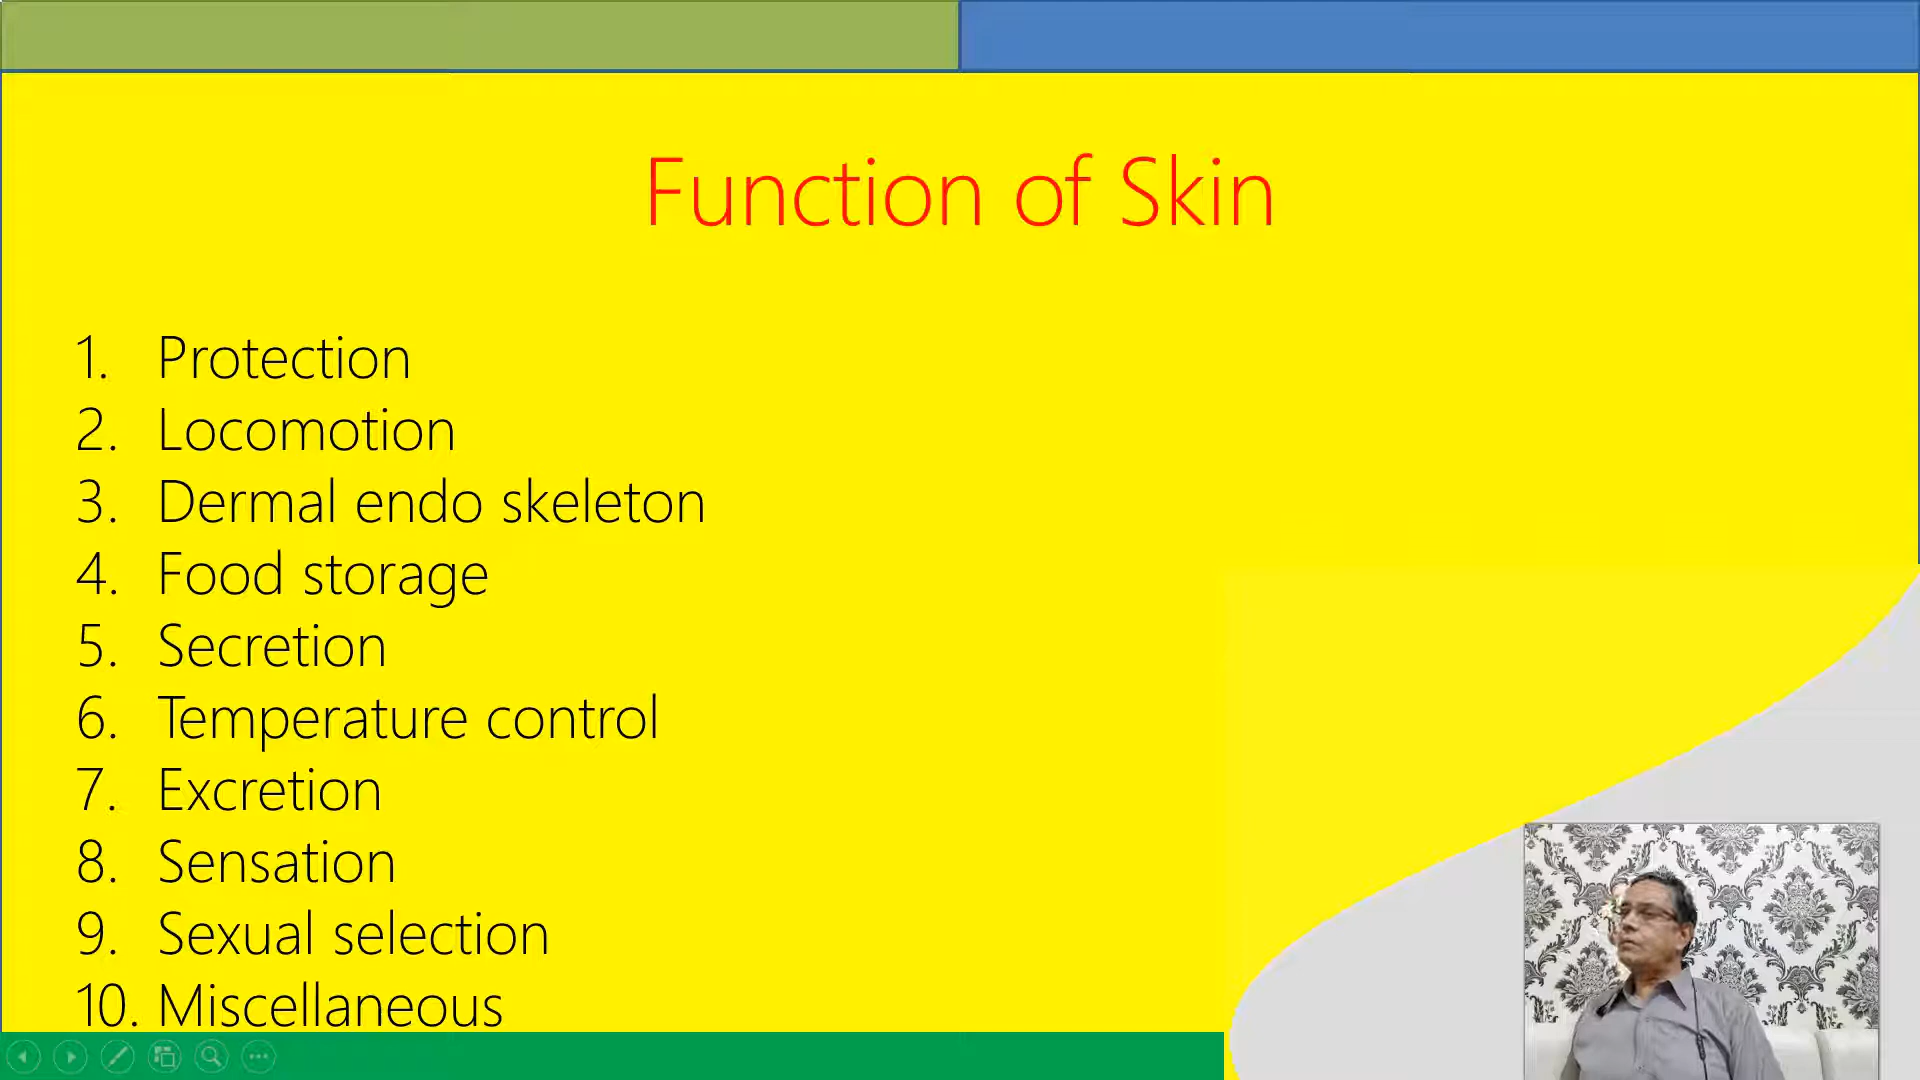 Function of Skin
1. Protection
2. Locomotion
3. Dermal endo skeleton
4. Food storage
5. Secretion
6. Temperature control
7. Excretion
8. Sensation
9. Sexual selection
10. Miscellaneous